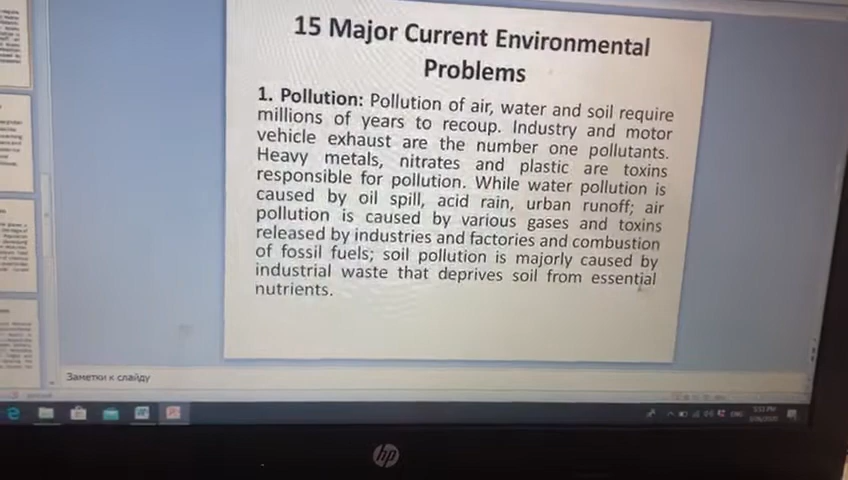 15 Major Current Environmental
Problems
1. Pollution: Pollution of air, water and soil require
millions of years to recoup. Industry and motor
vehicle exhaust are the number one pollutants.
Heavy metals, nitrates and plastic are toxins
responsible for pollution. While water pollution is
caused by oil spill, acid rain, urban runoff; air
pollution is caused by various gases and toxins
released by industries and factories and combustion
of fossil fuels; soil pollution is majorly caused by
industrial waste that deprives soil from essential
nutrients.
Заметки к слайду
ENG
hp